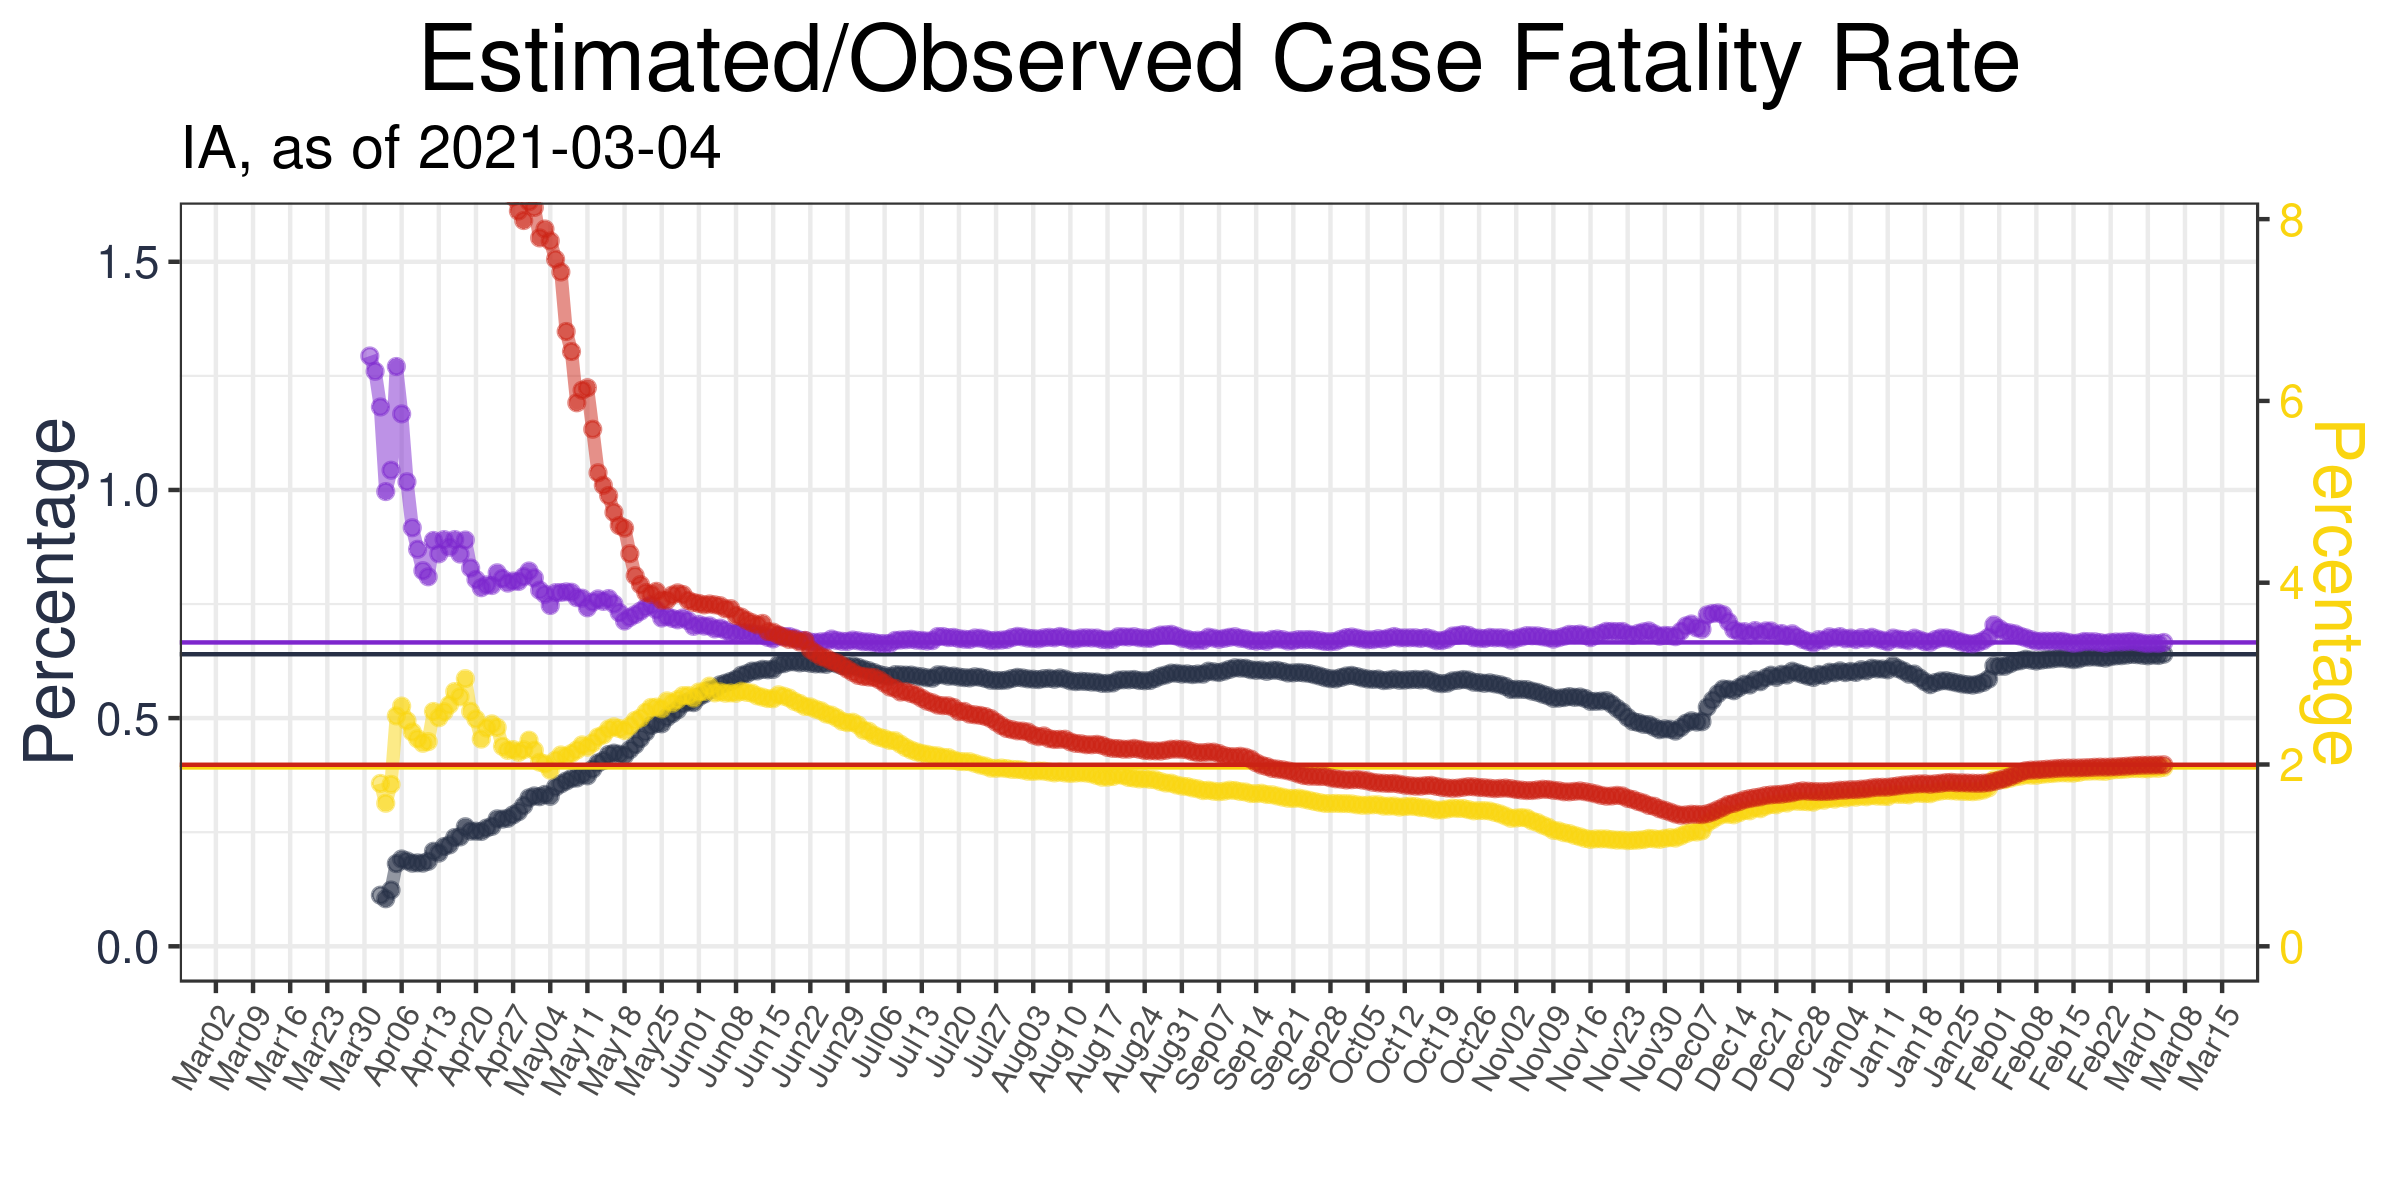 Estimated/Observed Case Fatality Rate
IA, as of 2021-03-04
Percentage
1.5
1.0
0.5
0.0
8
6
4
2
0
Percentage
Mar02
Mar09
Mar16
Mar23
Mar30
Apr06
Apr13
Apr20
Apr27
May04
May11
May18
May25
Jun01
Jun08
Jun15
Jun22
Jun29
Jul06
Jul13
Jul20
Jul27
Aug03
Aug10
Aug17
Aug24
Aug31
Sep07
Sep14
Sep21
Sep28
Oct05
Oct12
Oct19
Oct26
Nov02
Nov09
Nov16
Nov23
Nov30
Dec07
Dec14
Dec21
Dec28
Jan04
Jan11
Jan18
Jan25
Feb01
Feb08
Feb15
Feb22
Mar01
Mar08
Mar15